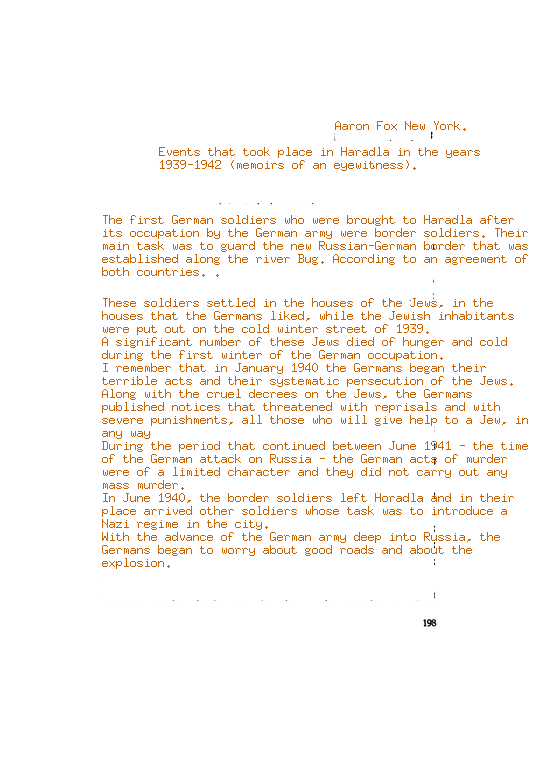 Aaron Fox New York.
Events that took place in Haradla in the years
1939-1942 (memoirs of an eyewitness).
The first German soldiers who were brought to Haradla after
its occupation by the German army were border soldiers. Their
main task was to guard the new Russian-German border that was
established along the river Bug. According to an agreement of
both countries. .
These soldiers settled in the houses of the Jews, in the
houses that the Germans liked, while the Jewish inhabitants
were put out on the cold winter street of 1939.
A significant number of these Jews died of hunger and cold
during the first winter of the German occupation.
I remember that in January 1940 the Germans began their
terrible acts and their systematic persecution of the Jews.
Along with the cruel decrees on the Jews, the Germans
published notices that threatened with reprisals and with
severe punishments, all those who will give help to a Jew, in
any way
During the period that continued between June 1941 - the time
of the German attack on Russia - the German acts of murder
were of a limited character and they did not carry out any
mass murder.
In June 1940, the border soldiers left Horadla and in their
place arrived other soldiers whose task was to introduce a
Nazi regime in the city.
With the advance of the German army deep into Russia, the
Germans began to worry about good roads and about the
explosion.
198